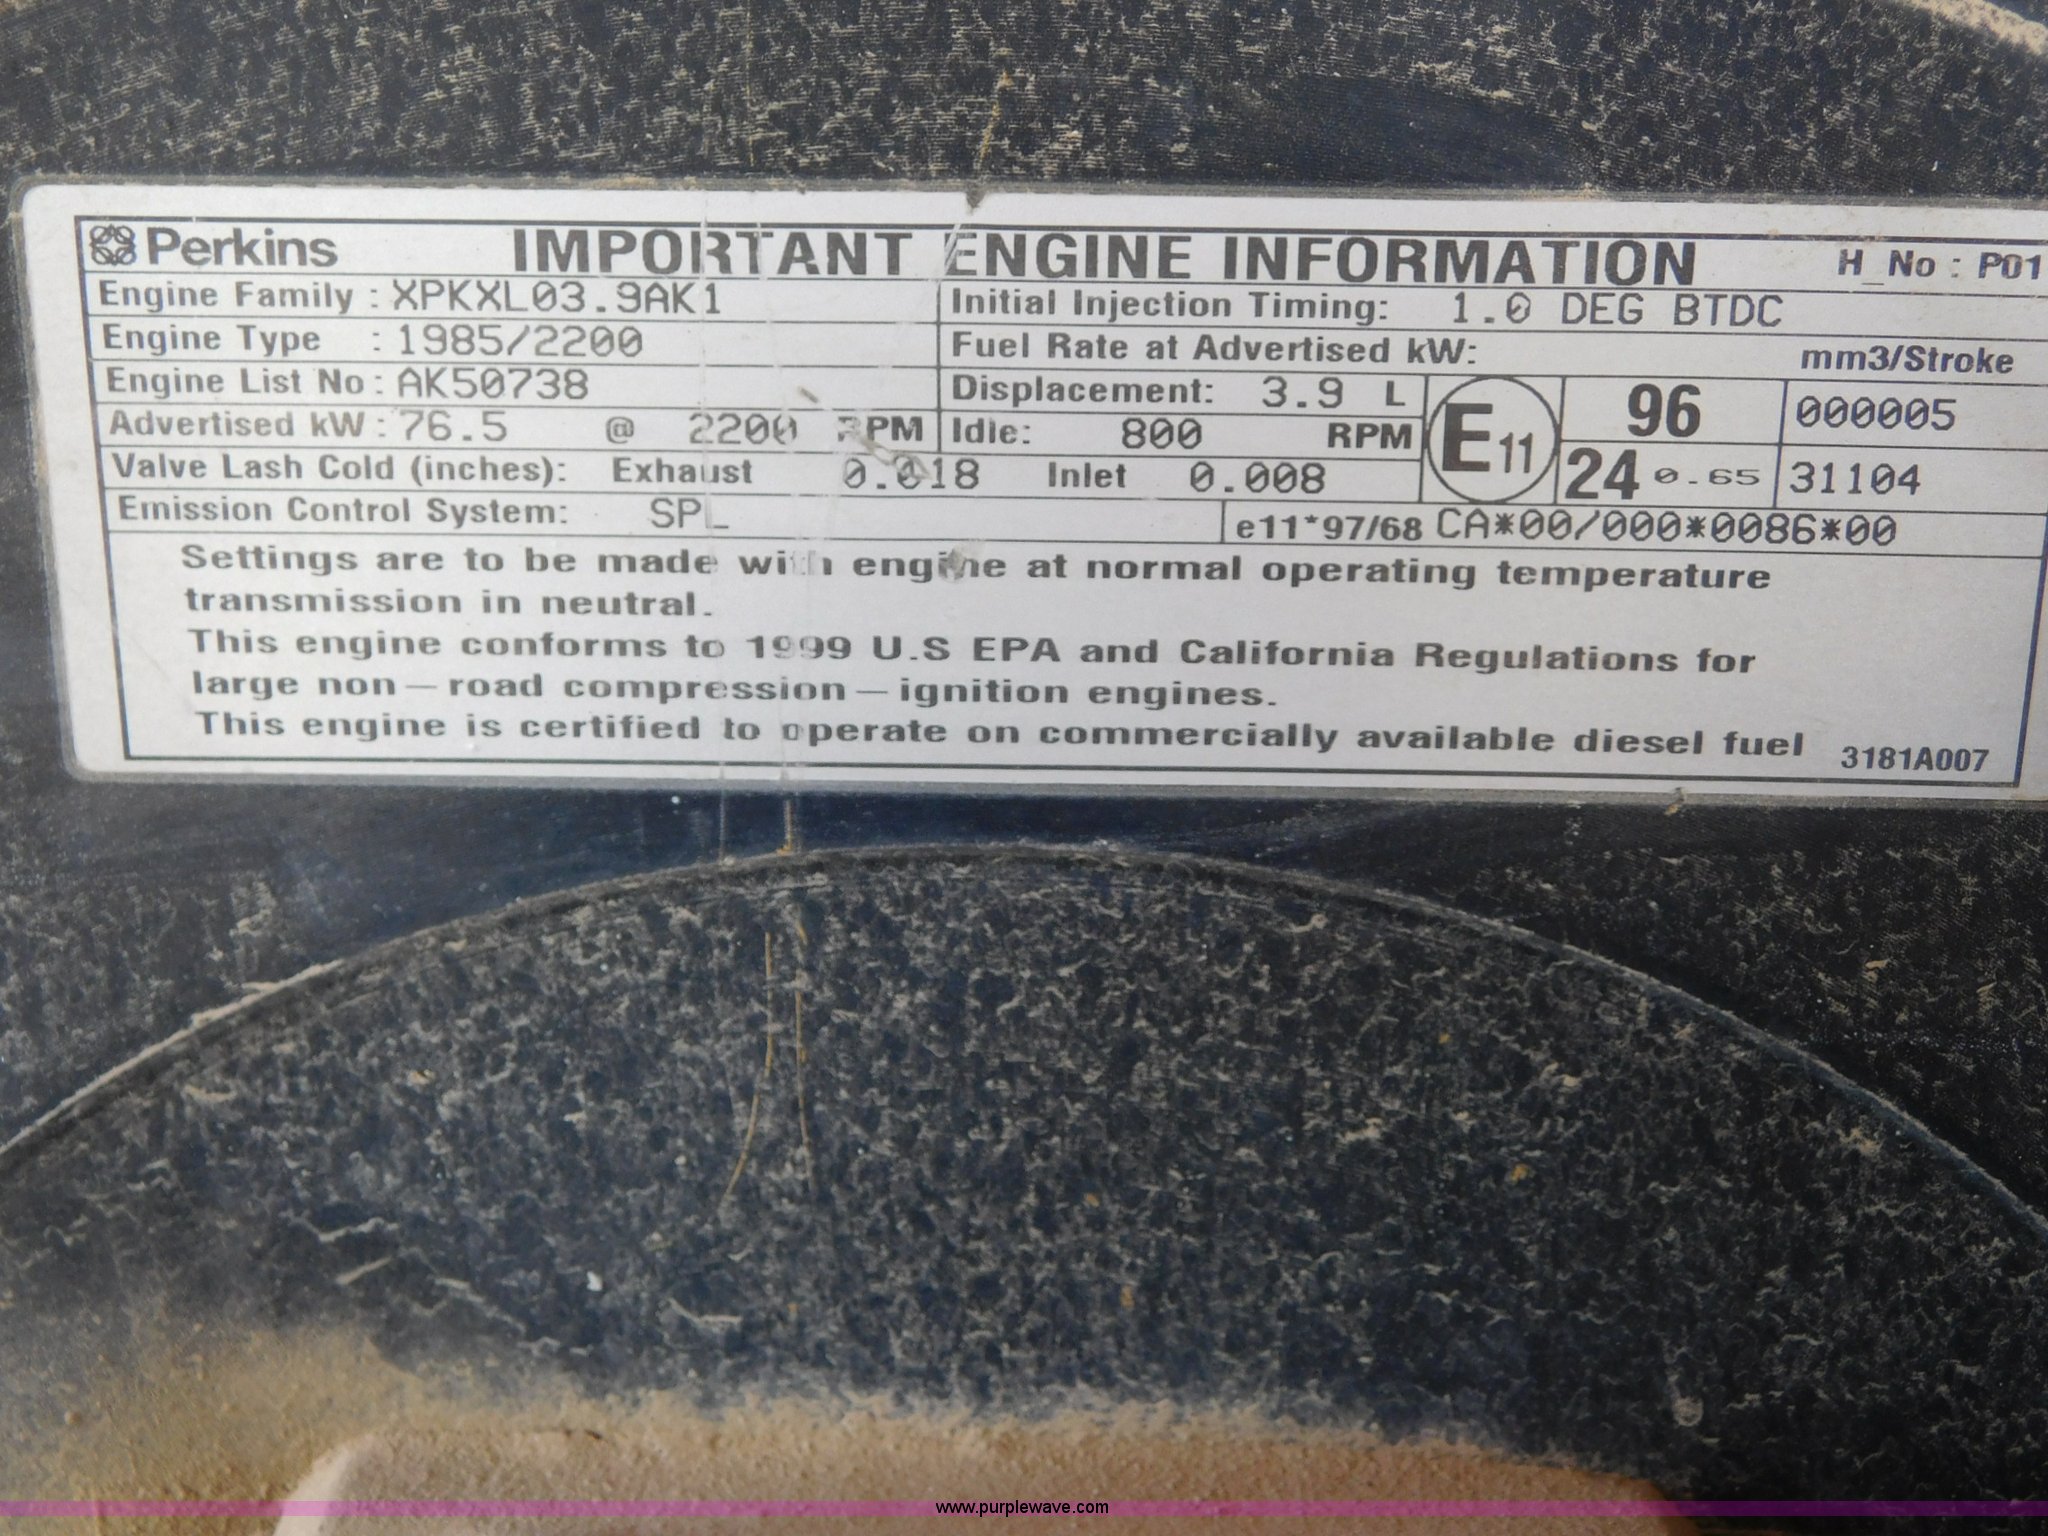 Perkins IMPORTANT ENGINE INFORMATION H_No : P01
Engine Family : XPKXL03.9AK1 Initial Injection Timing: 1.0 DEG BTDC
Engine Type : 1985/2200 Fuel Rate at Advertised kW: mm3/Stroke
Engine List No : AK50738 Displacement: 3.9 L E11 96 000005
Advertised kW : 76.5 @ 2200 RPM Idle: 800 RPM
Valve Lash Cold (inches): Exhaust 0.018 Inlet 0.008 24 0.65 31104
Emission Control System: SPL e11*97/68 CA*00/000*0086*00
Settings are to be made with engine at normal operating temperature
transmission in neutral.
This engine conforms to 1999 U.S EPA and California Regulations for
large non-road compression-ignition engines.
This engine is certified to operate on commercially available diesel fuel 3181A007
www.purplewave.com